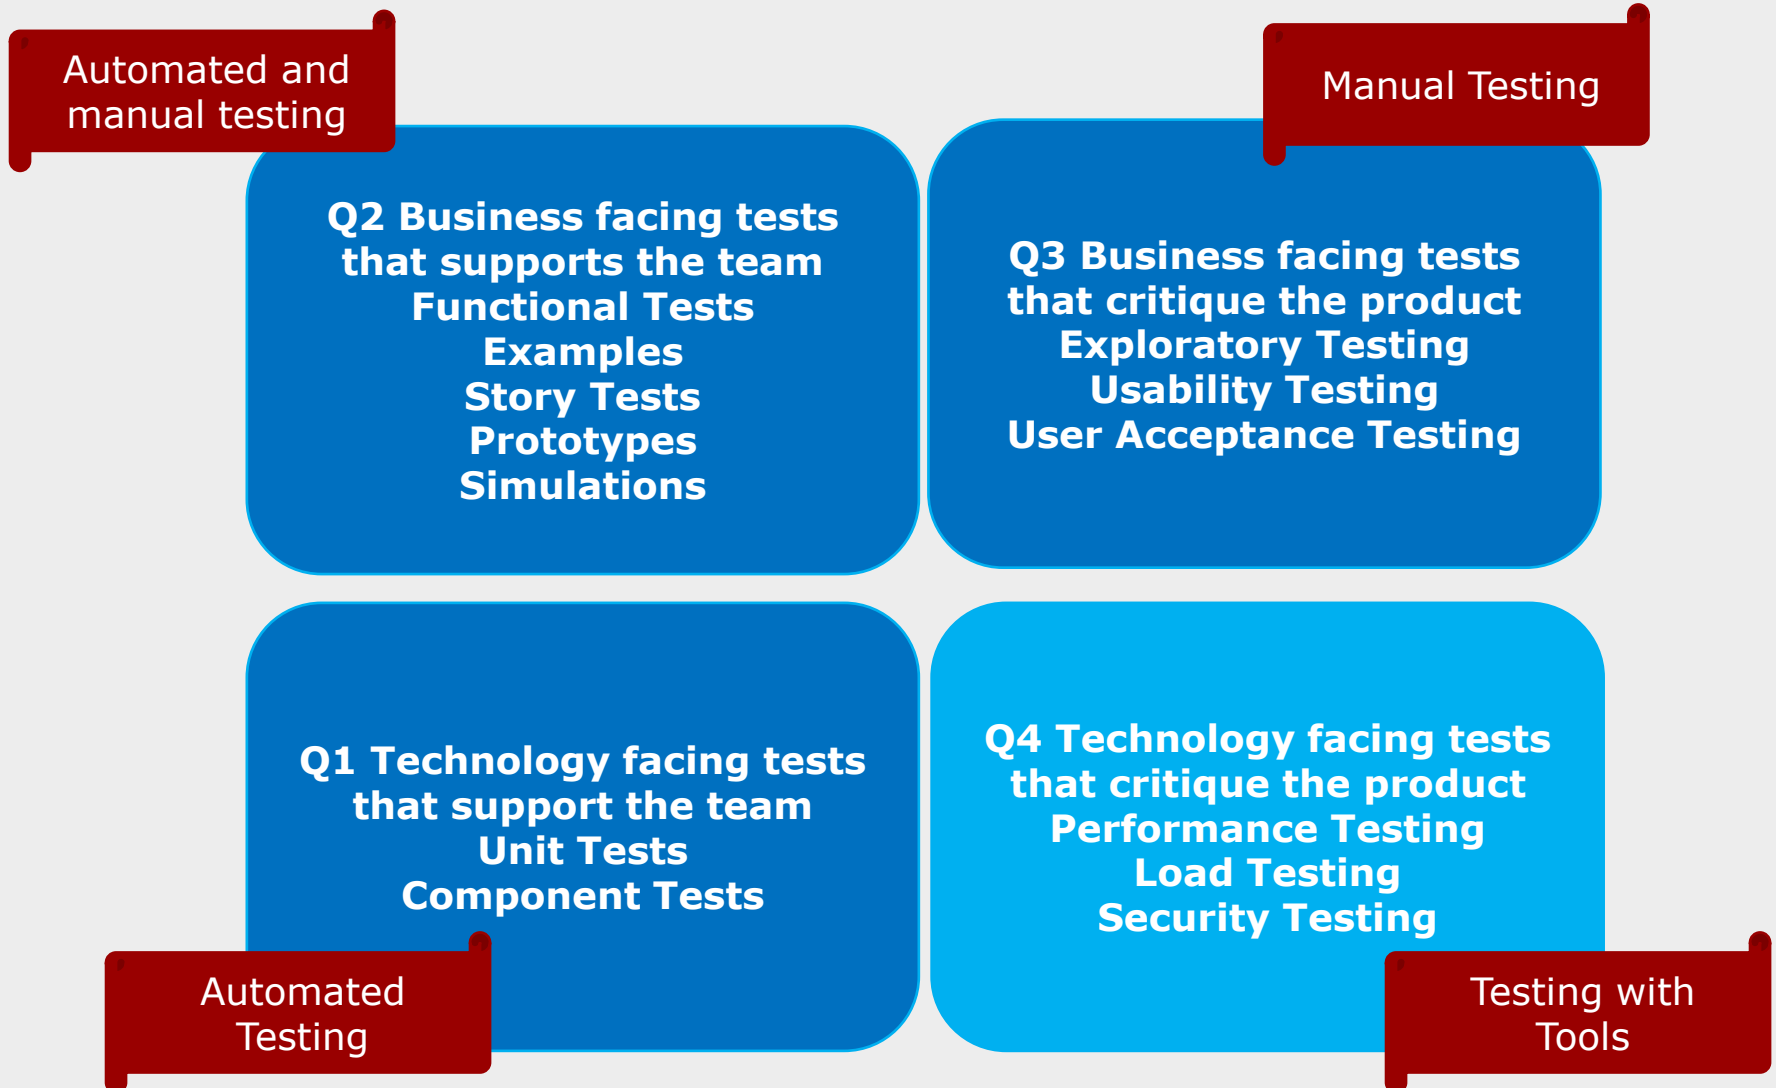 Automated and
manual testing
Manual Testing
Q2 Business facing tests
that supports the team
Functional Tests
Examples
Story Tests
Prototypes
Simulations
Q3 Business facing tests
that critique the product
Exploratory Testing
Usability Testing
User Acceptance Testing
Q1 Technology facing tests
that support the team
Unit Tests
Component Tests
Q4 Technology facing tests
that critique the product
Performance Testing
Load Testing
Security Testing
Automated
Testing
Testing with
Tools